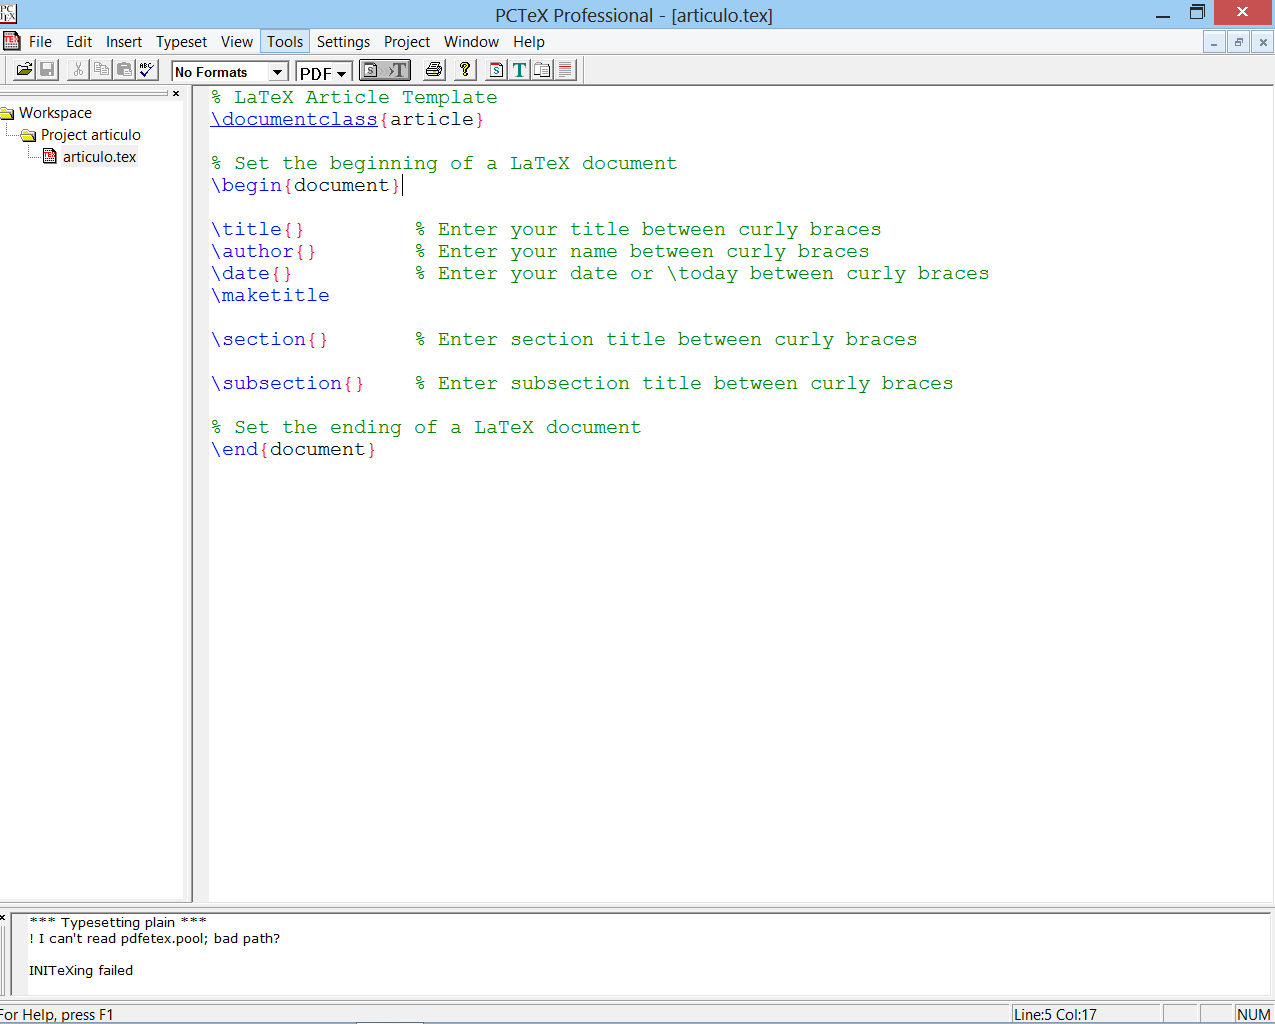 PCTeX Professional - [articulo.tex]
File Edit Insert Typeset View Tools Settings Project Window Help
No Formats PDF
Workspace
Project articulo
articulo.tex
% LaTeX Article Template
\documentclass{article}
% Set the beginning of a LaTeX document
\begin{document}
\title{} % Enter your title between curly braces
\author{} % Enter your name between curly braces
\date{} % Enter your date or \today between curly braces
\maketitle
\section{} % Enter section title between curly braces
\subsection{} % Enter subsection title between curly braces
% Set the ending of a LaTeX document
\end{document}
*** Typesetting plain ***
! I can't read pdfetex.pool; bad path?
INITeXing failed
For Help, press F1 Line:5 Col:17 NUM